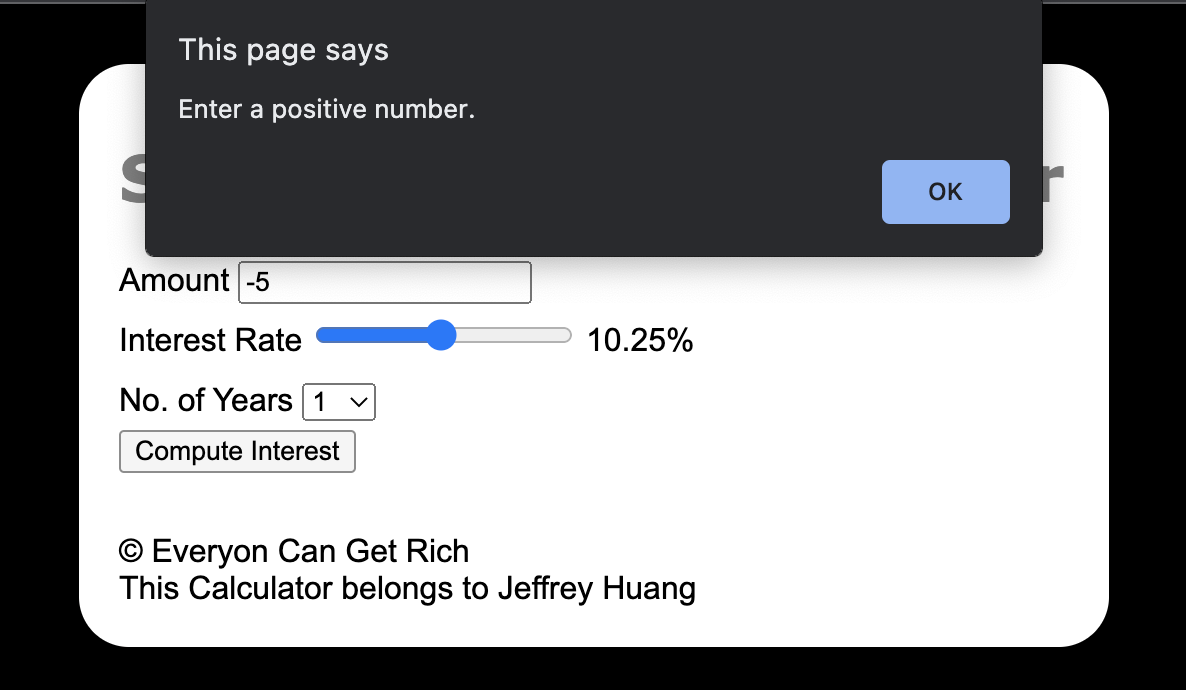 This page says
Enter a positive number.
OK
Amount -5
Interest Rate 10.25%
No. of Years 1
Compute Interest
© Everyon Can Get Rich
This Calculator belongs to Jeffrey Huang